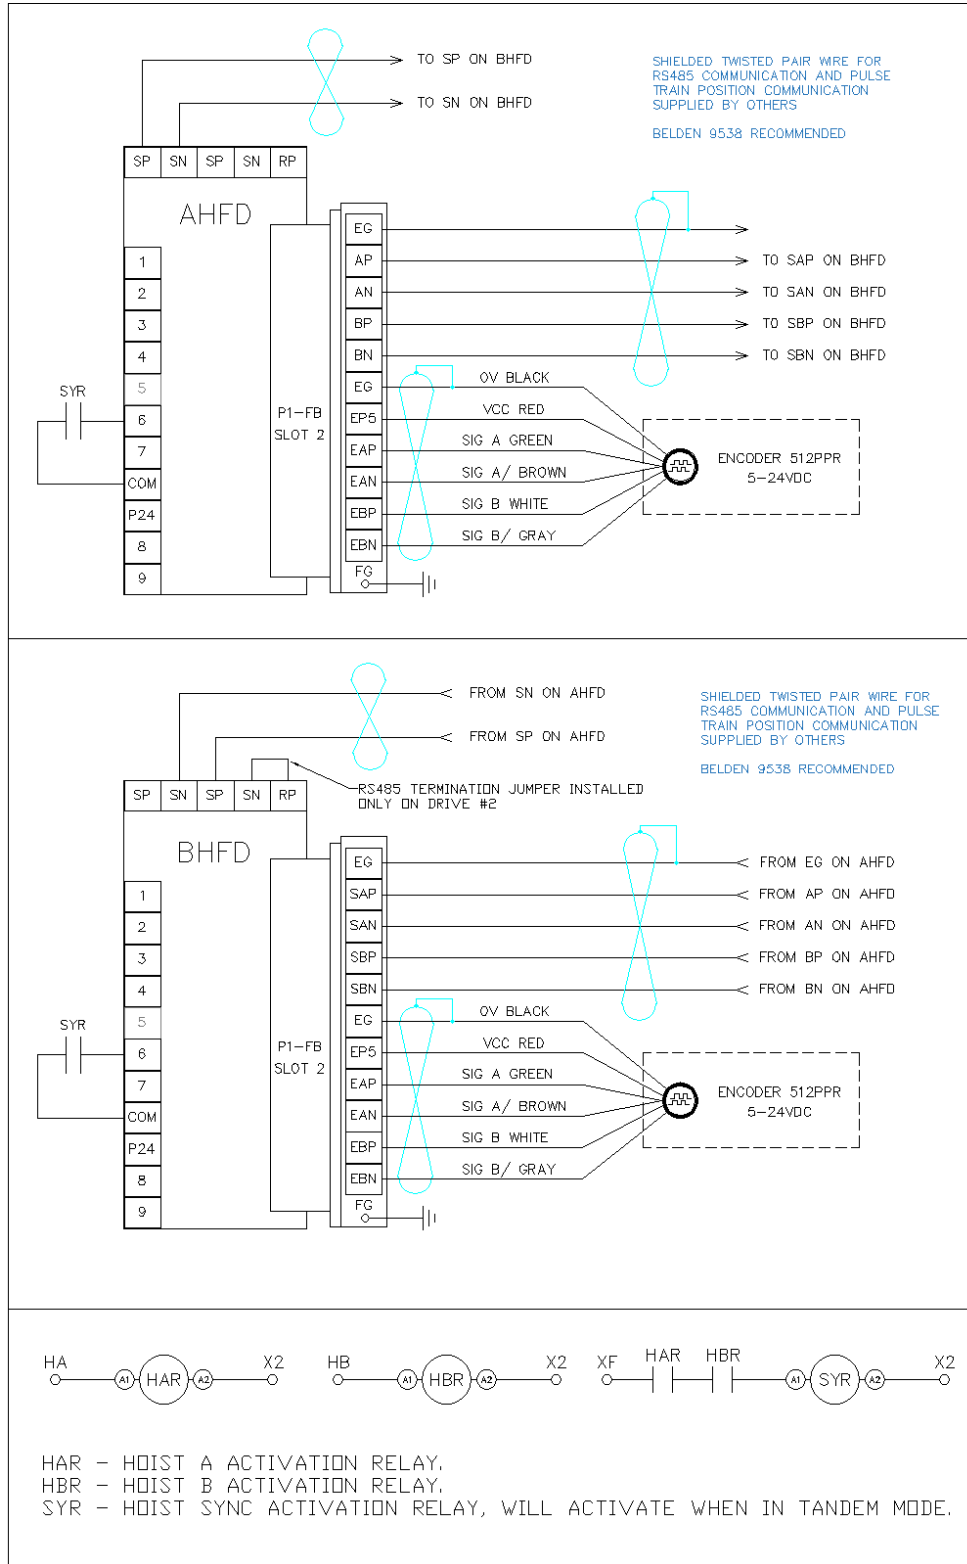 TO SP ON BHFD
TO SN ON BHFD
SHIELDED TWISTED PAIR WIRE FOR
RS485 COMMUNICATION AND PULSE
TRAIN POSITION COMMUNICATION
SUPPLIED BY OTHERS
BELDEN 9538 RECOMMENDED
SP SN SP SN RP
AHFD
1
2
3
4
5
6
7
COM
P24
8
9
SYR
P1-FB
SLOT 2
EG
AP TO SAP ON BHFD
AN TO SAN ON BHFD
BP TO SBP ON BHFD
BN TO SBN ON BHFD
EG 0V BLACK
EP5 VCC RED
EAP SIG A GREEN
EAN SIG A/ BROWN
EBP SIG B WHITE
EBN SIG B/ GRAY
FG
ENCODER 512PPR
5-24VDC
FROM SN ON AHFD
FROM SP ON AHFD
SHIELDED TWISTED PAIR WIRE FOR
RS485 COMMUNICATION AND PULSE
TRAIN POSITION COMMUNICATION
SUPPLIED BY OTHERS
BELDEN 9538 RECOMMENDED
RS485 TERMINATION JUMPER INSTALLED
ONLY ON DRIVE #2
SP SN SP SN RP
BHFD
1
2
3
4
5
6
7
COM
P24
8
9
SYR
P1-FB
SLOT 2
EG FROM EG ON AHFD
SAP FROM AP ON AHFD
SAN FROM AN ON AHFD
SBP FROM BP ON AHFD
SBN FROM BN ON AHFD
EG 0V BLACK
EP5 VCC RED
EAP SIG A GREEN
EAN SIG A/ BROWN
EBP SIG B WHITE
EBN SIG B/ GRAY
FG
ENCODER 512PPR
5-24VDC
HA A1 HAR A2 X2
HB A1 HBR A2 X2
XF HAR HBR A1 SYR A2 X2
HAR - HOIST A ACTIVATION RELAY.
HBR - HOIST B ACTIVATION RELAY.
SYR - HOIST SYNC ACTIVATION RELAY, WILL ACTIVATE WHEN IN TANDEM MODE.